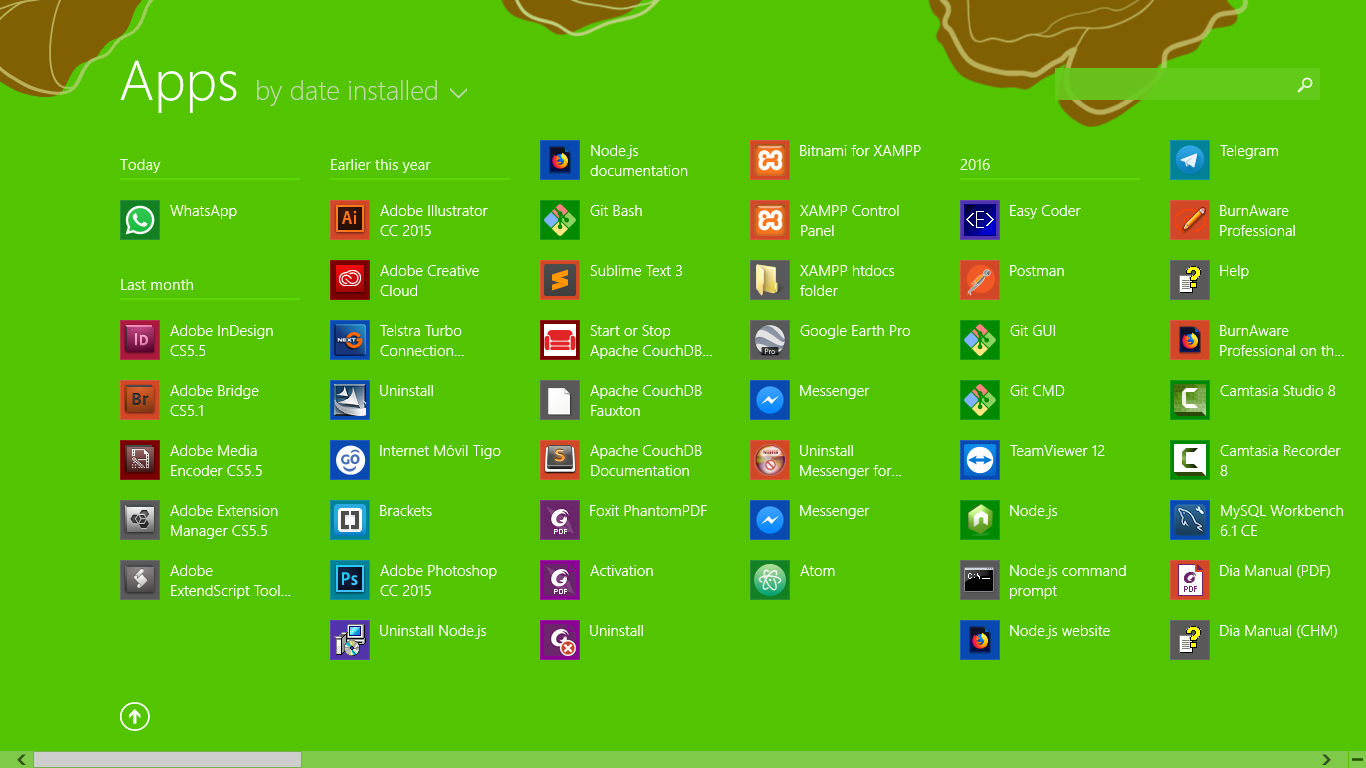 Apps by date installed
Today
WhatsApp
Last month
Adobe InDesign
CS5.5
Adobe Bridge
CS5.1
Adobe Media
Encoder CS5.5
Adobe Extension
Manager CS5.5
Adobe
ExtendScript Tool...
Earlier this year
Adobe Illustrator
CC 2015
Adobe Creative
Cloud
Telstra Turbo
Connection...
Uninstall
Internet Móvil Tigo
Brackets
Adobe Photoshop
CC 2015
Uninstall Node.js
Node.js
documentation
Git Bash
Sublime Text 3
Start or Stop
Apache CouchDB...
Apache CouchDB
Fauxton
Apache CouchDB
Documentation
Foxit PhantomPDF
Activation
Uninstall
Bitnami for XAMPP
XAMPP Control
Panel
XAMPP htdocs
folder
Google Earth Pro
Messenger
Uninstall
Messenger for...
Messenger
Atom
2016
Easy Coder
Postman
Git GUI
Git CMD
TeamViewer 12
Node.js
Node.js command
prompt
Node.js website
Telegram
BurnAware
Professional
Help
BurnAware
Professional on th...
Camtasia Studio 8
Camtasia Recorder
8
MySQL Workbench
6.1 CE
Dia Manual (PDF)
Dia Manual (CHM)